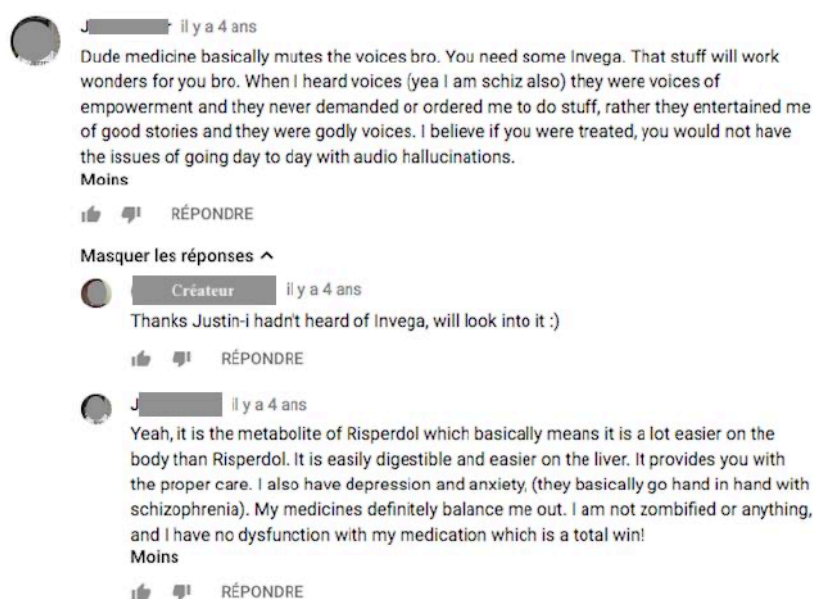 J il y a 4 ans
Dude medicine basically mutes the voices bro. You need some Invega. That stuff will work
wonders for you bro. When I heard voices (yea I am schiz also) they were voices of
empowerment and they never demanded or ordered me to do stuff, rather they entertained me
of good stories and they were godly voices. I believe if you were treated, you would not have
the issues of going day to day with audio hallucinations.
Moins
RÉPONDRE
Masquer les réponses
Créateur il y a 4 ans
Thanks Justin-i hadn't heard of Invega, will look into it :)
RÉPONDRE
J il y a 4 ans
Yeah, it is the metabolite of Risperdol which basically means it is a lot easier on the
body than Risperdol. It is easily digestible and easier on the liver. It provides you with
the proper care. I also have depression and anxiety, (they basically go hand in hand with
schizophrenia). My medicines definitely balance me out. I am not zombified or anything,
and I have no dysfunction with my medication which is a total win!
Moins
RÉPONDRE